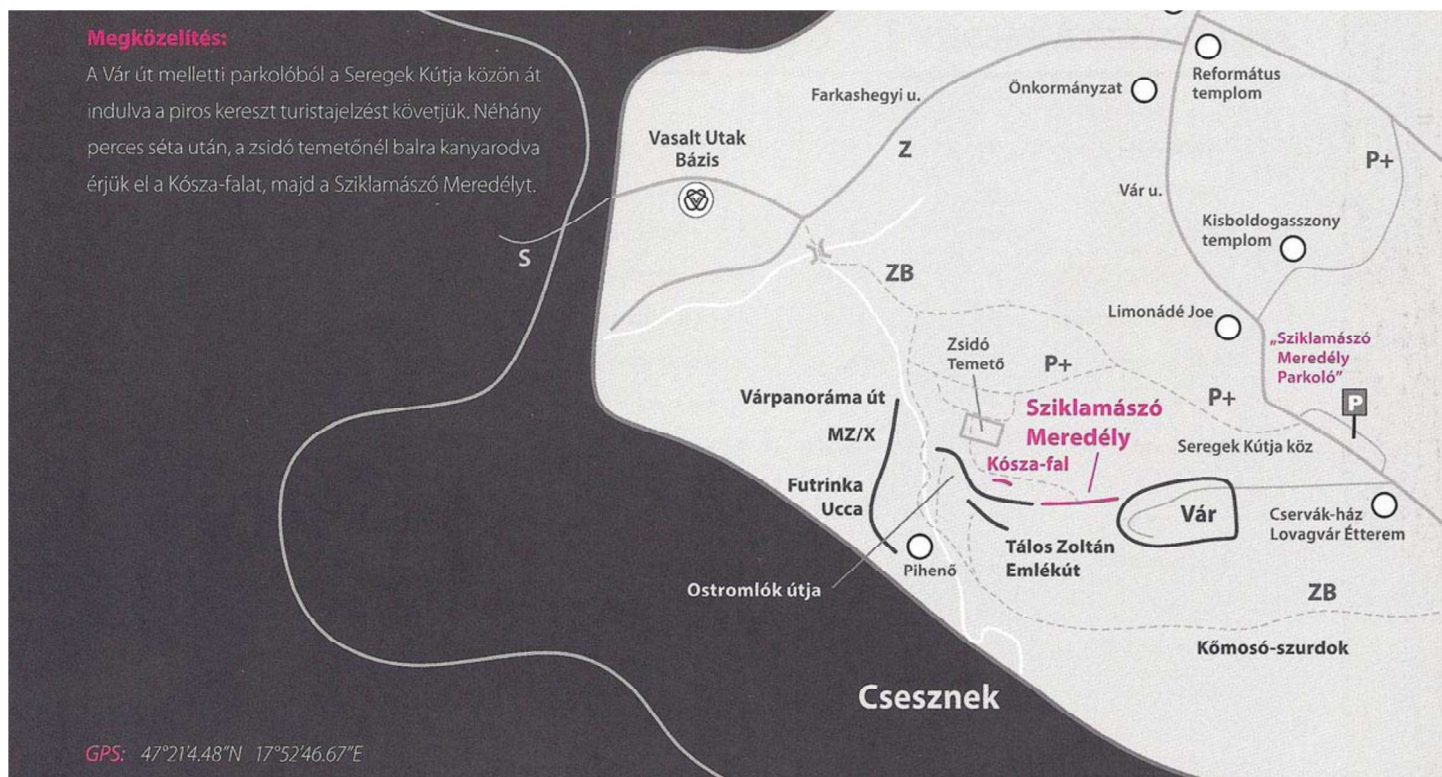 Megközelítés:
A Vár út melletti parkolóból a Seregek Kútja közön át
indulva a piros kereszt turistajelzést követjük. Néhány
perces séta után, a zsidó temetőnél balra kanyarodva
érjük el a Kósza-falat, majd a Sziklamászó Meredélyt.
Farkashegyi u.
Önkormányzat
Református
templom
Vasalt Utak
Bázis
Z
P+
Vár u.
Kisboldogasszony
templom
S
ZB
Limonádé Joe
„Sziklamászó
Meredély
Parkoló”
P
Zsidó
Temető
P+
P+
Várpanoráma út
MZ/X
Sziklamászó
Meredély
Seregek Kútja köz
Kósza-fal
Futrinka
Ucca
Vár
Cservák-ház
Lovagvár Étterem
Pihenő
Tálos Zoltán
Emlékút
Ostromlók útja
ZB
Kőmosó-szurdok
Csesznek
GPS: 47°21'4.48"N 17°52'46.67"E